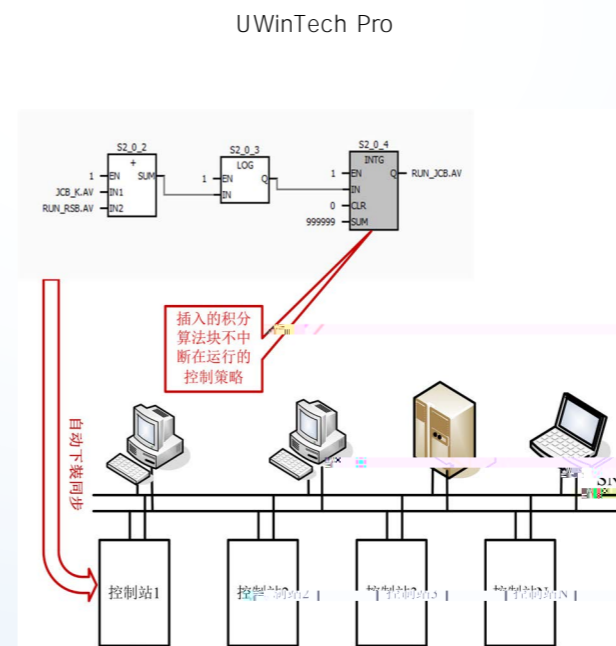 UWinTech Pro
S2_0_2
+
1 EN SUM
JCB_K.AV IN1
RUN_RSB.AV IN2
S2_0_3
LOG
1 EN Q
IN
S2_0_4
INTG
1 EN Q RUN_JCB.AV
IN
0 CLR
999999 SUM
插入的积分
算法块不中
断在运行的
控制策略
自动下装同步
控制站1